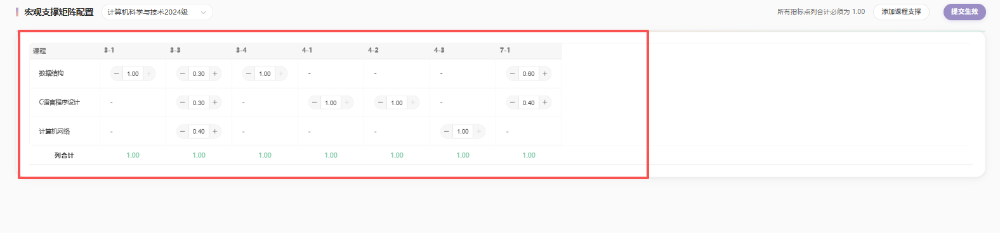 宏观支撑矩阵配置 计算机科学与技术2024级 所有指标点列合计必须为 1.00 添加课程支撑 提交生效
课程 3-1 3-3 3-4 4-1 4-2 4-3 7-1
数据结构 − 1.00 + − 0.30 + − 1.00 + - - - − 0.60 +
C语言程序设计 - − 0.30 + - − 1.00 + − 1.00 + - − 0.40 +
计算机网络 - − 0.40 + - - - − 1.00 + -
列合计 1.00 1.00 1.00 1.00 1.00 1.00 1.00